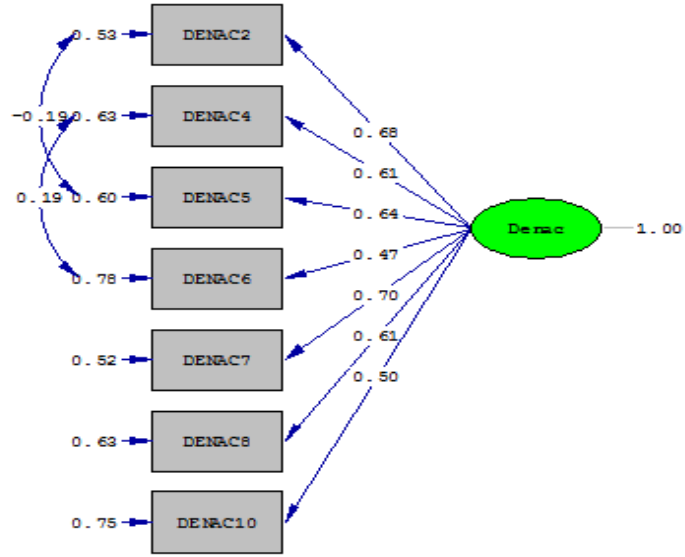 0.53 DENAC2
0.68
-0.19 0.63 DENAC4
0.61
0.19 0.60 DENAC5
0.64
Denac 1.00
0.47
0.78 DENAC6
0.70
0.61
0.52 DENAC7
0.50
0.63 DENAC8
0.75 DENAC10